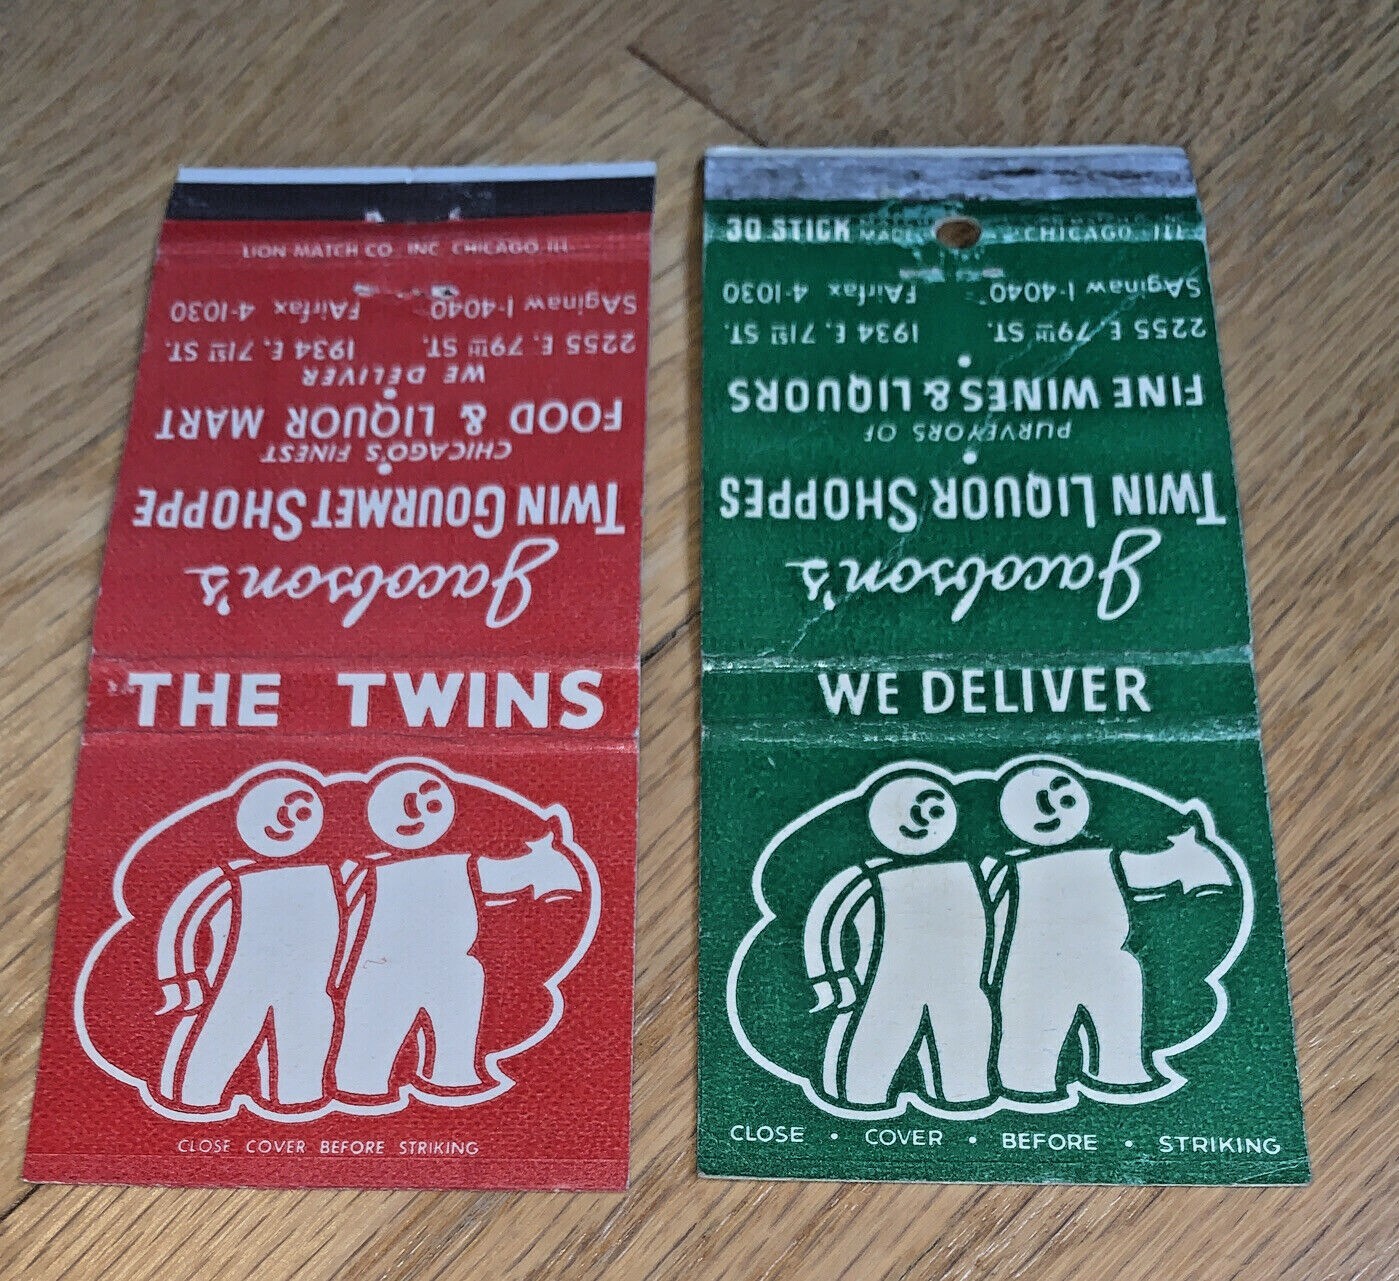 THE TWINS
CLOSE COVER BEFORE STRIKING
Jacobson's
TWIN GOURMET SHOPPE
CHICAGO'S FINEST
FOOD & LIQUOR MART
WE DELIVER
2255 E. 79TH ST. 1934 E. 71ST ST.
SAginaw 1-4040 FAirfax 4-1030
LION MATCH CO. INC. CHICAGO ILL.
WE DELIVER
CLOSE • COVER • BEFORE • STRIKING
Jacobson's
TWIN LIQUOR SHOPPES
PURVEYORS OF
FINE WINES & LIQUORS
2255 E 79TH ST. 1934 E. 71ST ST.
SAginaw 1-4040 FAirfax 4-1030
30 STICK
CHICAGO, ILL